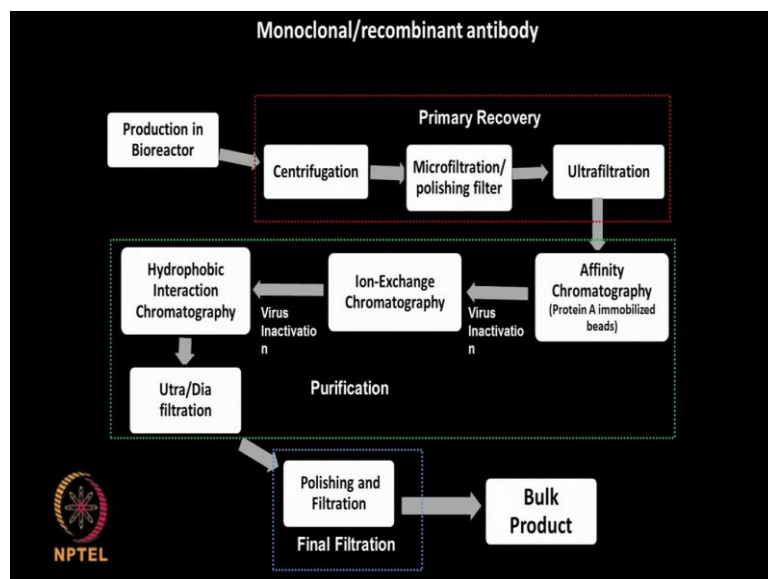 Monoclonal/recombinant antibody
Primary Recovery
Production in
Bioreactor
Centrifugation
Microfiltration/
polishing filter
Ultrafiltration
Affinity
Chromatography
(Protein A immobilized
beads)
Virus
Inactivatio
n
Ion-Exchange
Chromatography
Virus
Inactivatio
n
Hydrophobic
Interaction
Chromatography
Utra/Dia
filtration
Purification
Polishing and
Filtration
Final Filtration
Bulk
Product
NPTEL